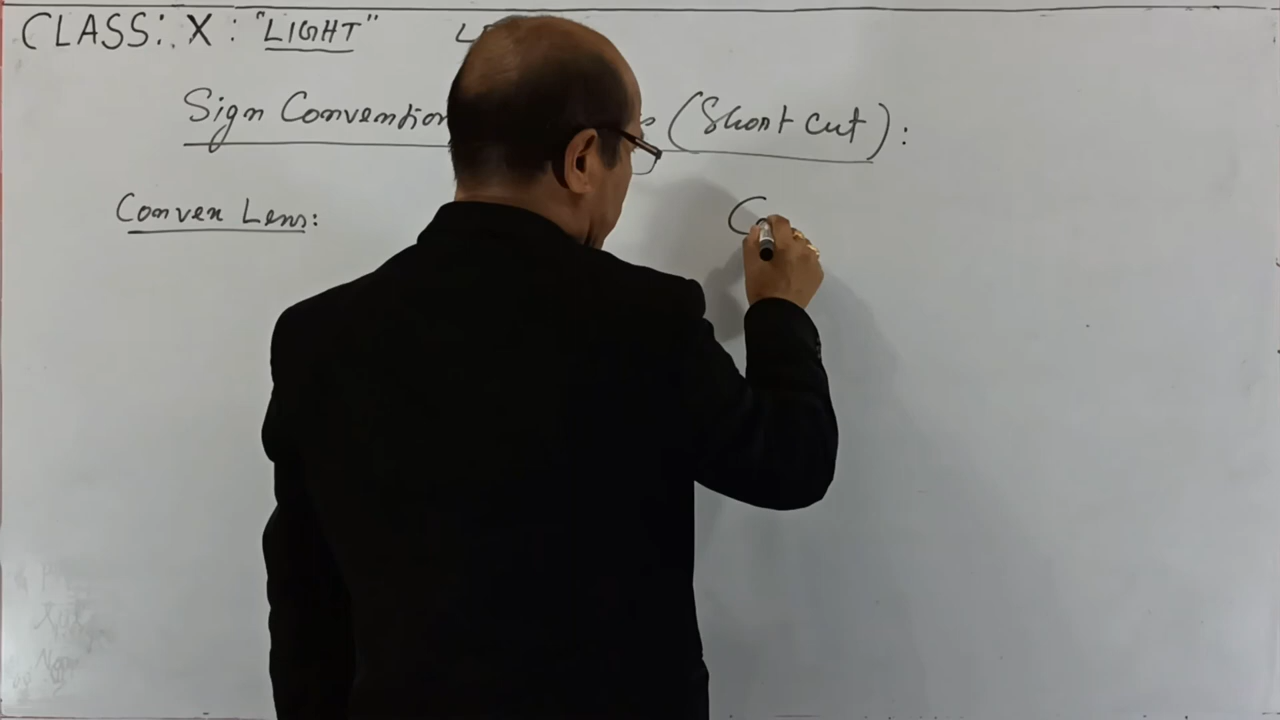 CLASS: X: "LIGHT"
Sign Convention (Short cut):
Convex Lens: C